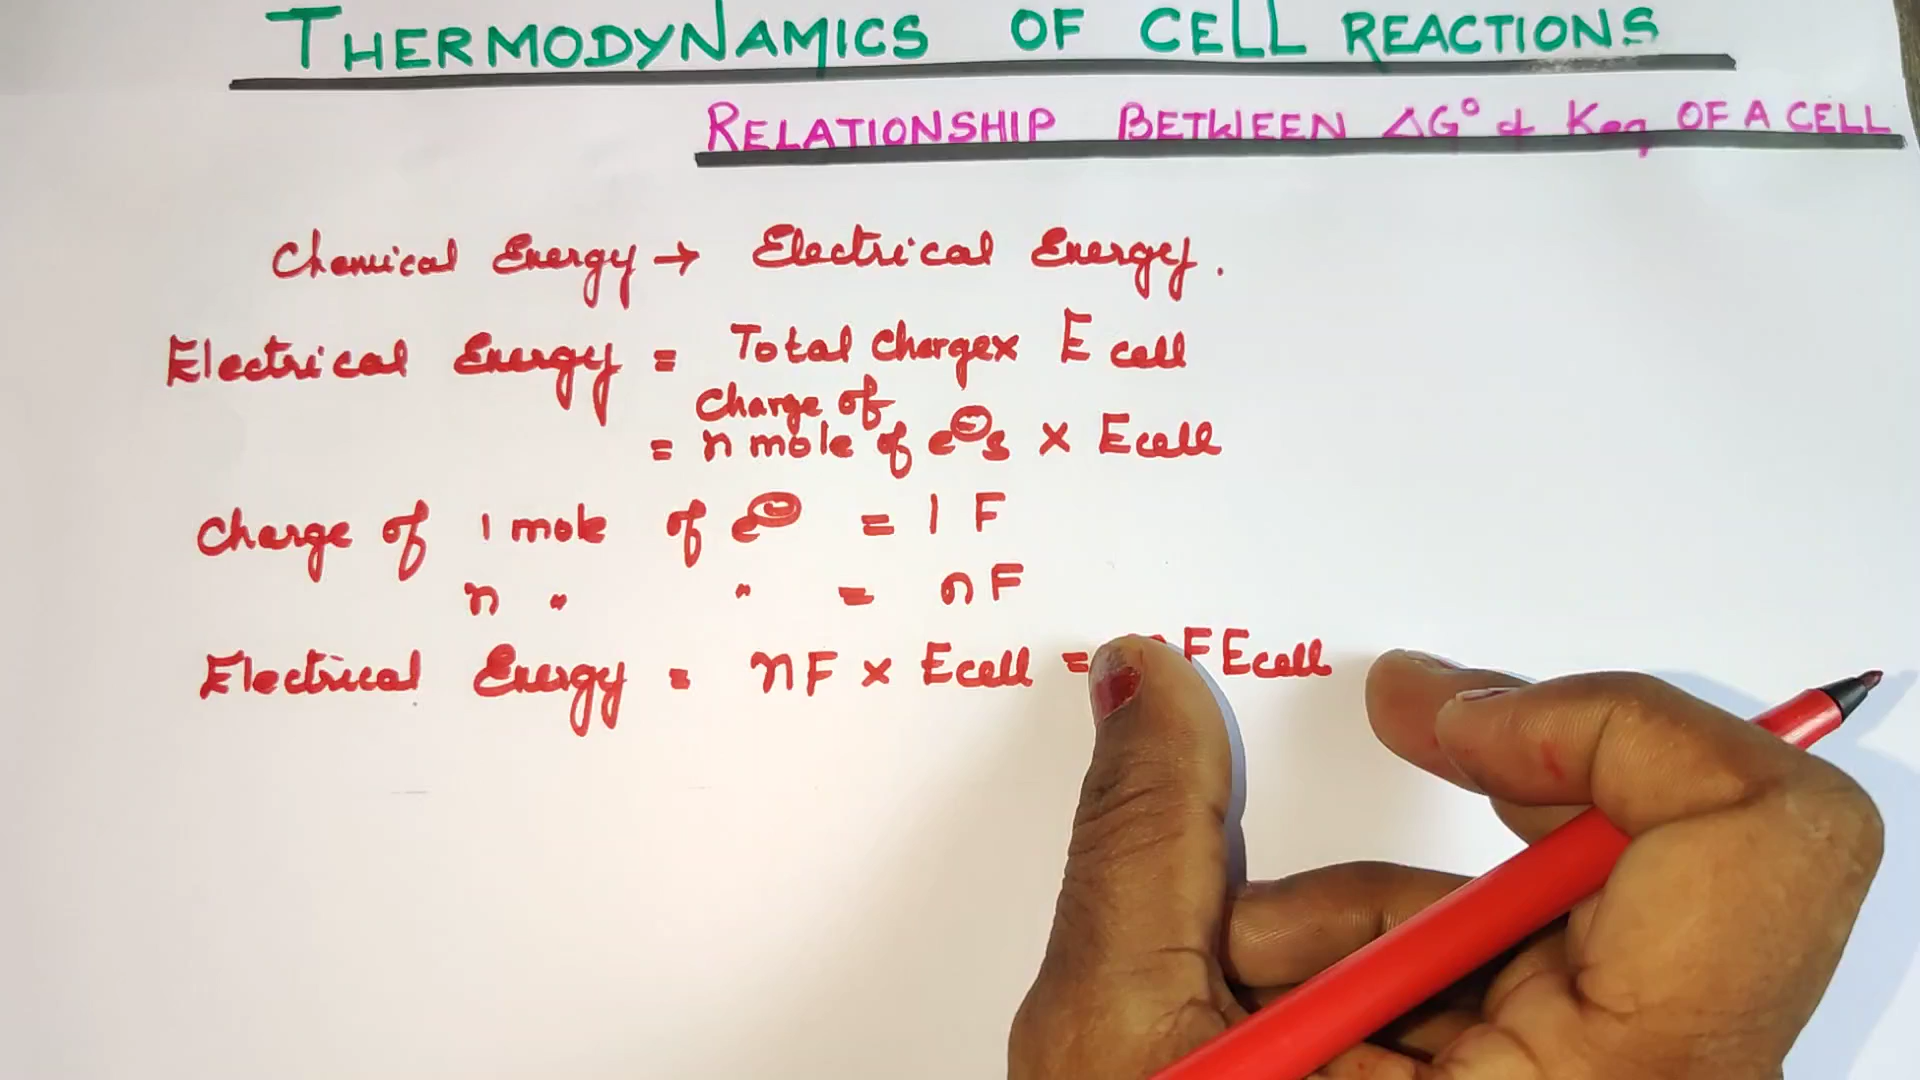 THERMODYNAMICS OF CELL REACTIONS
RELATIONSHIP BETWEEN ΔG° & Keq OF A CELL
Chemical Energy → Electrical Energy.
Electrical Energy = Total charge x E cell
charge of
= n mole of e⊖s x Ecell
Charge of 1 mole of e⊖ = 1 F
n " " = nF
Electrical Energy = nF x Ecell = FEcell